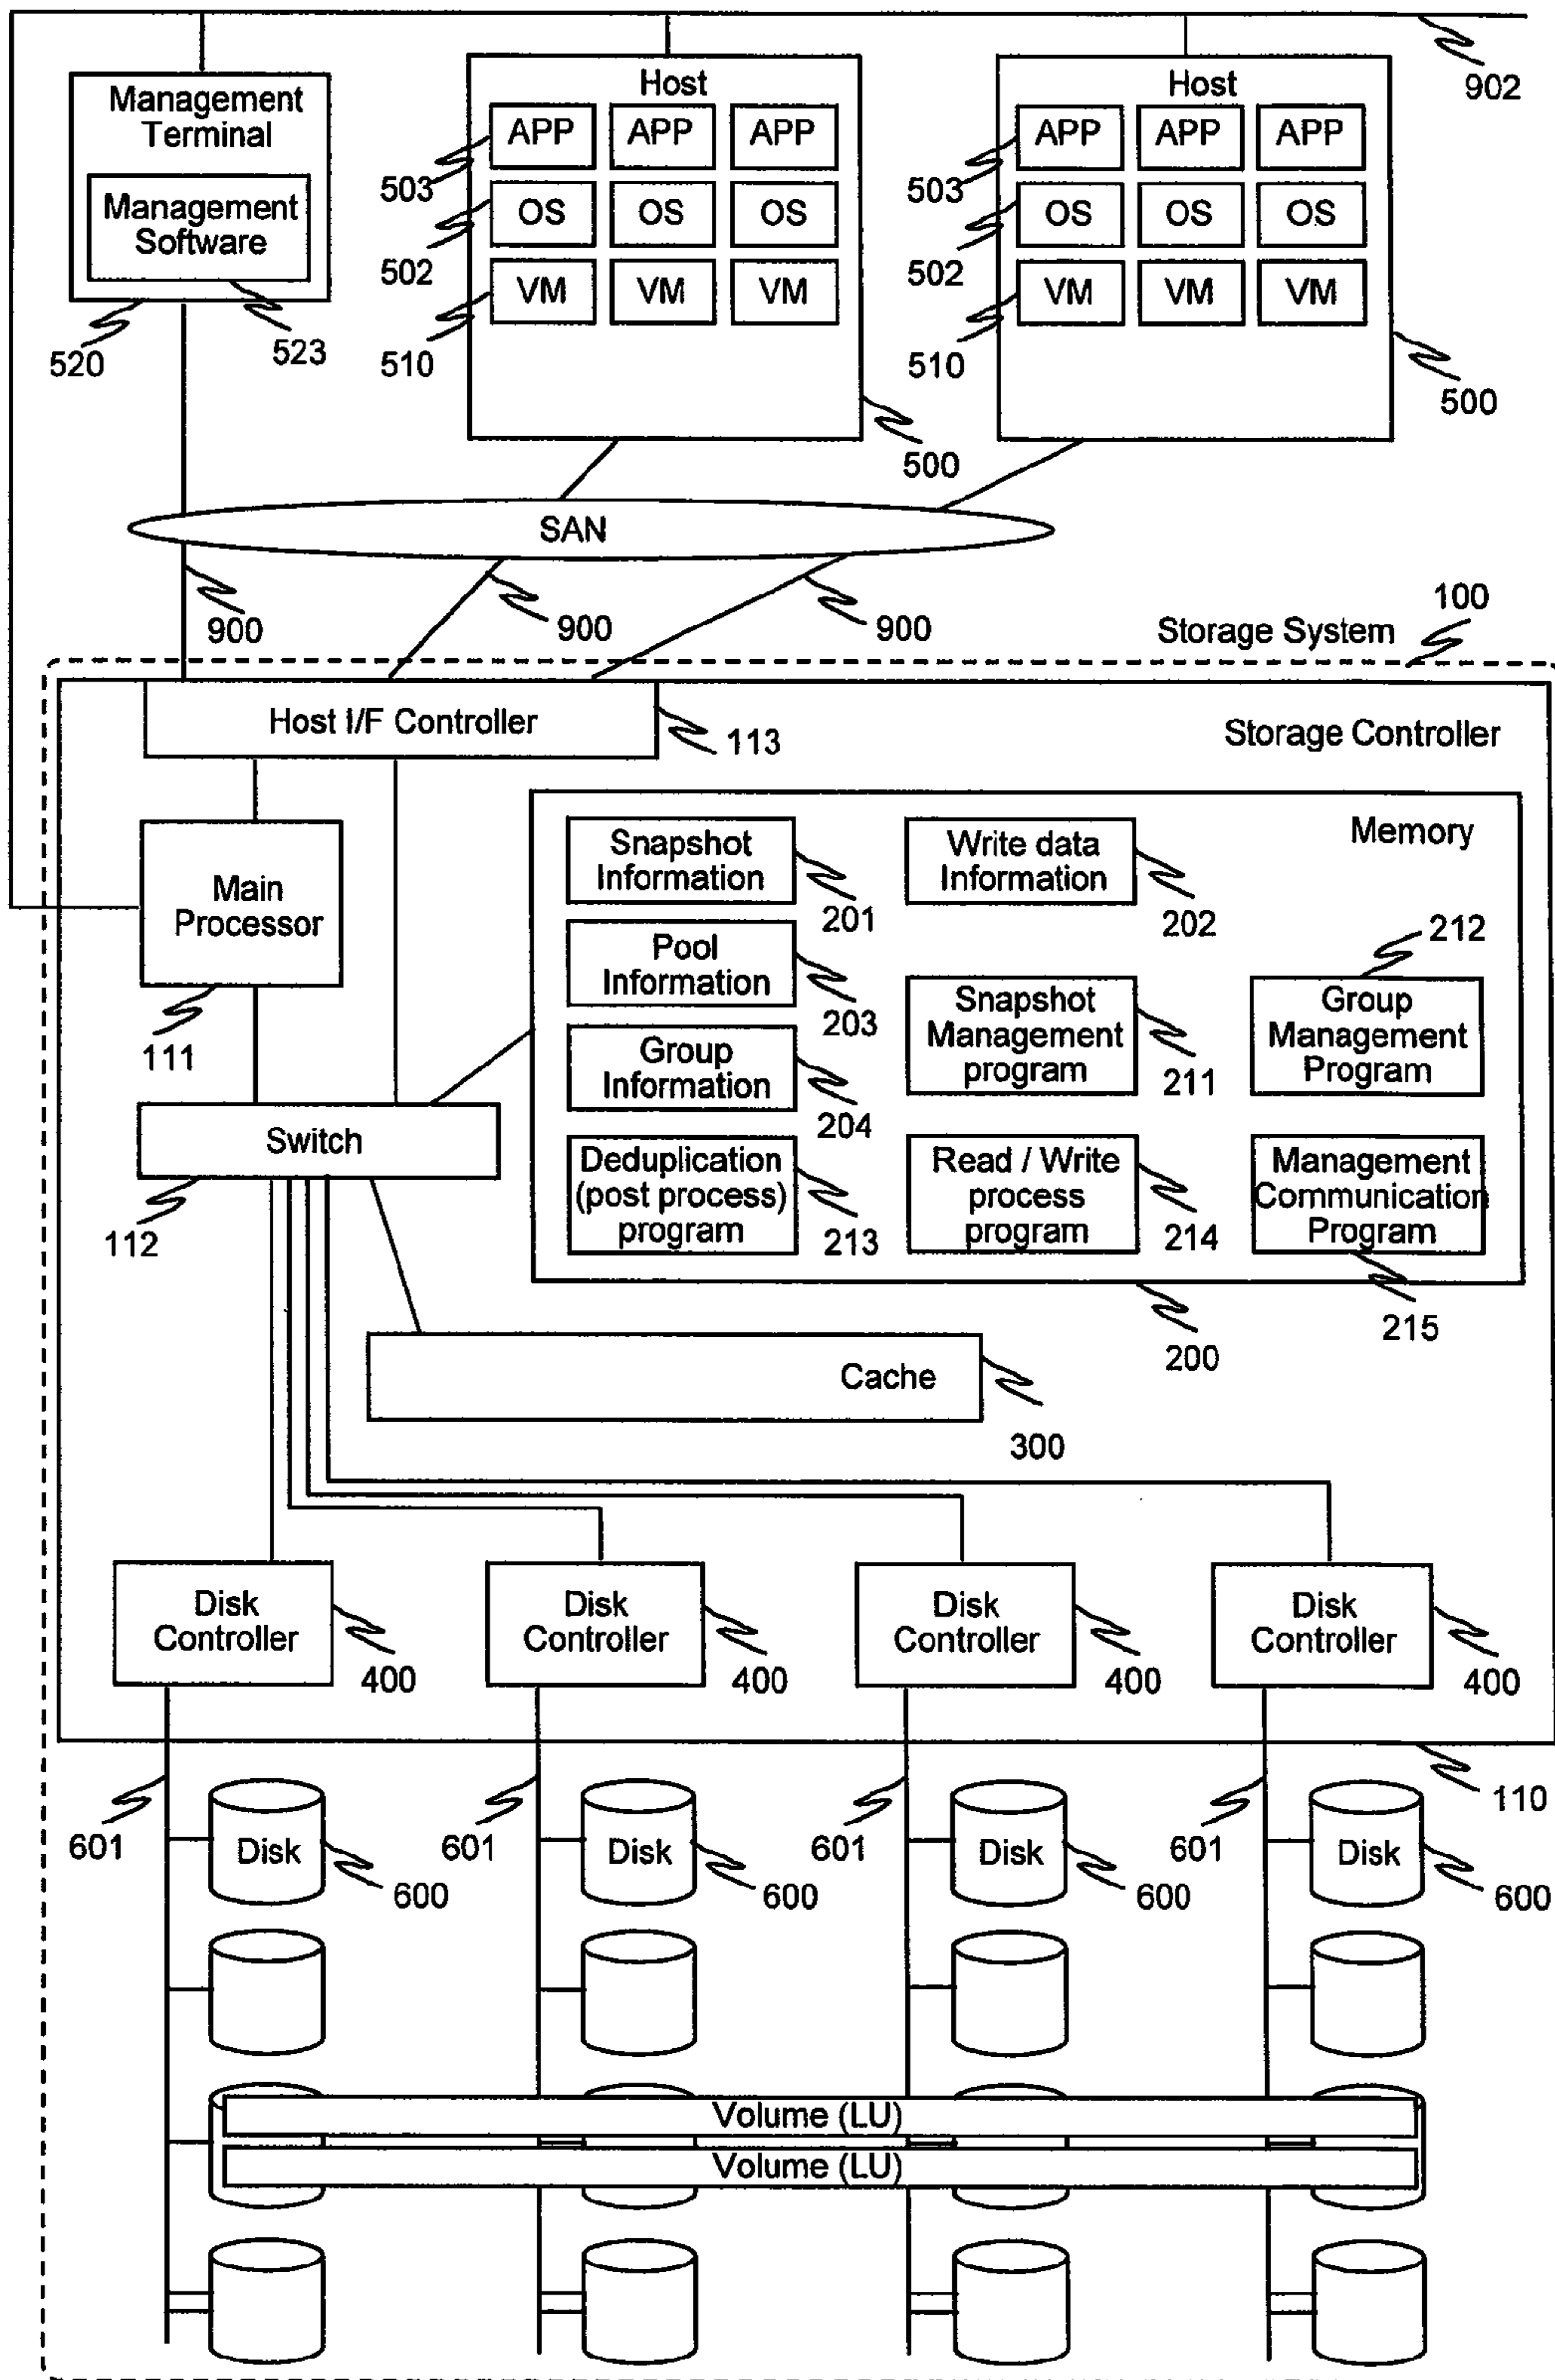 902
Management
Terminal
Management
Software
520
523
Host
APP APP APP
503
OS OS OS
502
VM VM VM
510
500
Host
APP APP APP
503
OS OS OS
502
VM VM VM
510
500
SAN
900
900
900
100
Storage System
Host I/F Controller
113
Storage Controller
Main
Processor
111
Memory
Snapshot
Information
201
Write data
Information
202
Pool
Information
203
212
Snapshot
Management
program
211
Group
Management
Program
Group
Information
204
Switch
112
Deduplication
(post process)
program
213
Read / Write
process
program
214
Management
Communication
Program
215
200
Cache
300
Disk
Controller
400
Disk
Controller
400
Disk
Controller
400
Disk
Controller
400
110
601
Disk
600
601
Disk
600
601
Disk
600
601
Disk
600
Volume (LU)
Volume (LU)